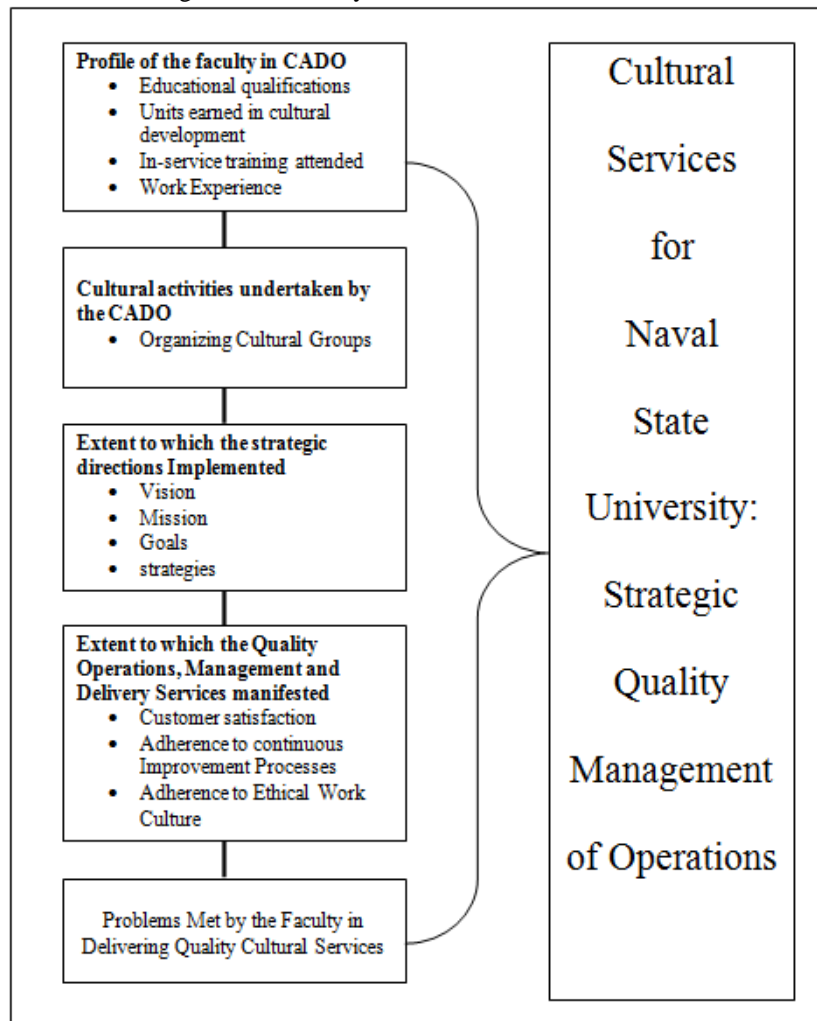 Profile of the faculty in CADO
• Educational qualifications
• Units earned in cultural
development
• In-service training attended
• Work Experience
Cultural activities undertaken by
the CADO
• Organizing Cultural Groups
Extent to which the strategic
directions Implemented
• Vision
• Mission
• Goals
• strategies
Extent to which the Quality
Operations, Management and
Delivery Services manifested
• Customer satisfaction
• Adherence to continuous
Improvement Processes
• Adherence to Ethical Work
Culture
Problems Met by the Faculty in
Delivering Quality Cultural Services
Cultural
Services
for
Naval
State
University:
Strategic
Quality
Management
of Operations